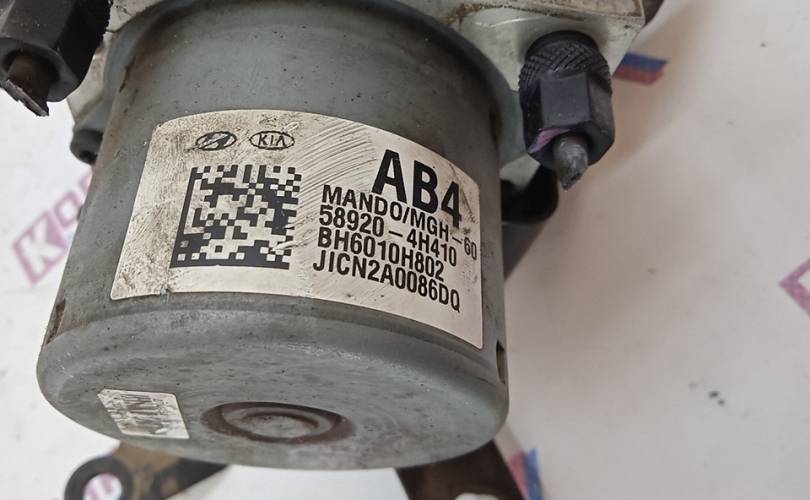 KIA
AB4
MANDO/MGH-60
58920-4H410
BH6010H802
JICN2A0086DQ